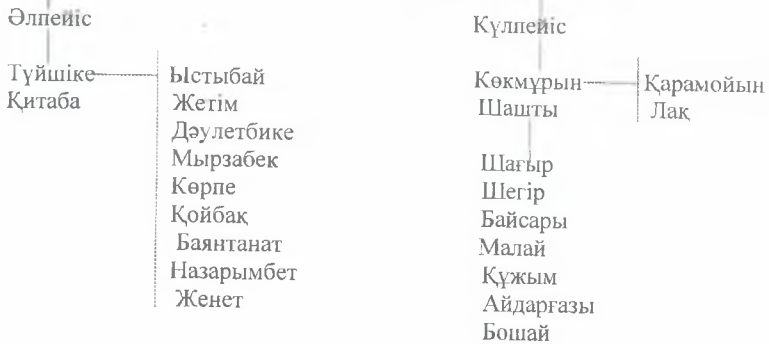 Әлпейіс
Түйшіке
Қитаба
Ыстыбай
Жетім
Дәулетбике
Мырзабек
Көрпе
Қойбақ
Баянтанат
Назарымбет
Женет
Күлпейіс
Көкмұрын
Шашты
Қарамойын
Лақ
Шағыр
Шегір
Байсары
Малай
Құжым
Айдарғазы
Бошай